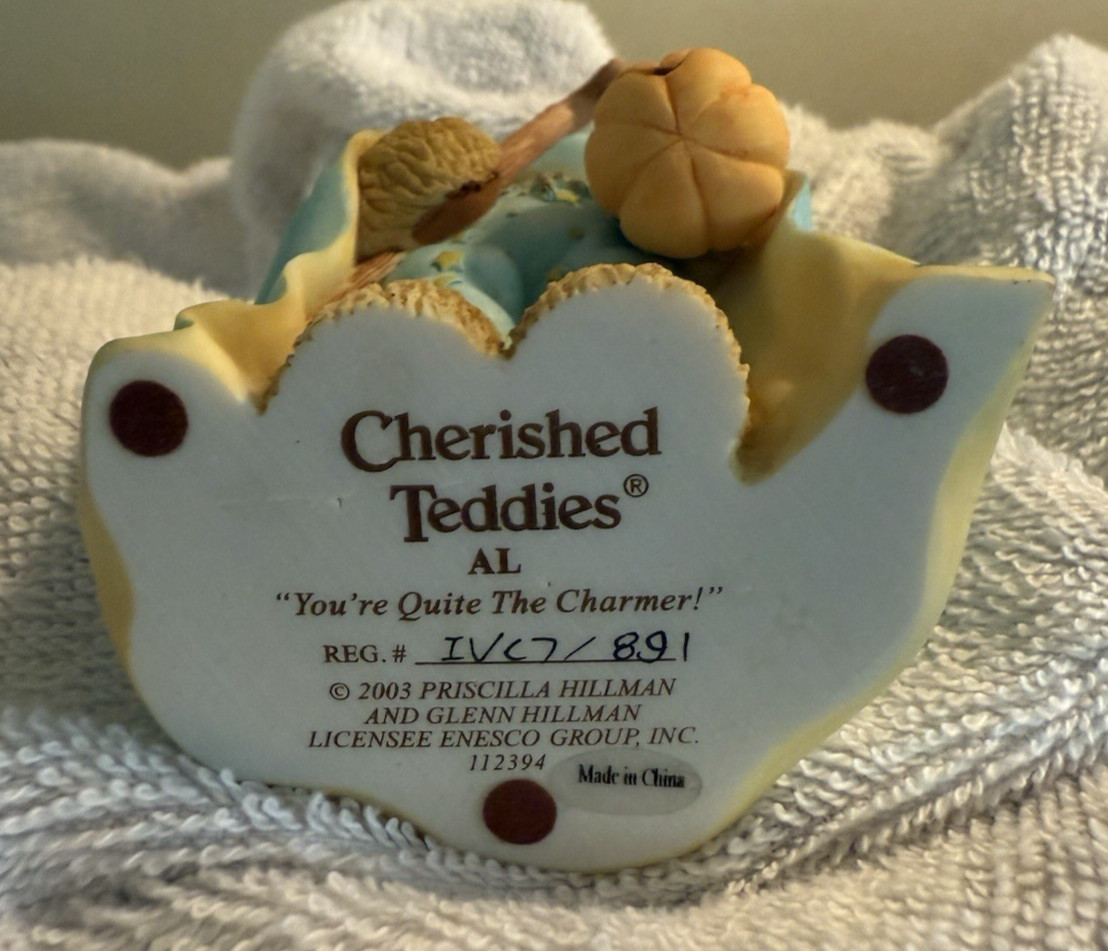 Cherished
Teddies®
AL
“You’re Quite The Charmer!”
REG. # IVC7/891
© 2003 PRISCILLA HILLMAN
AND GLENN HILLMAN
LICENSEE ENESCO GROUP, INC.
112394
Made in China